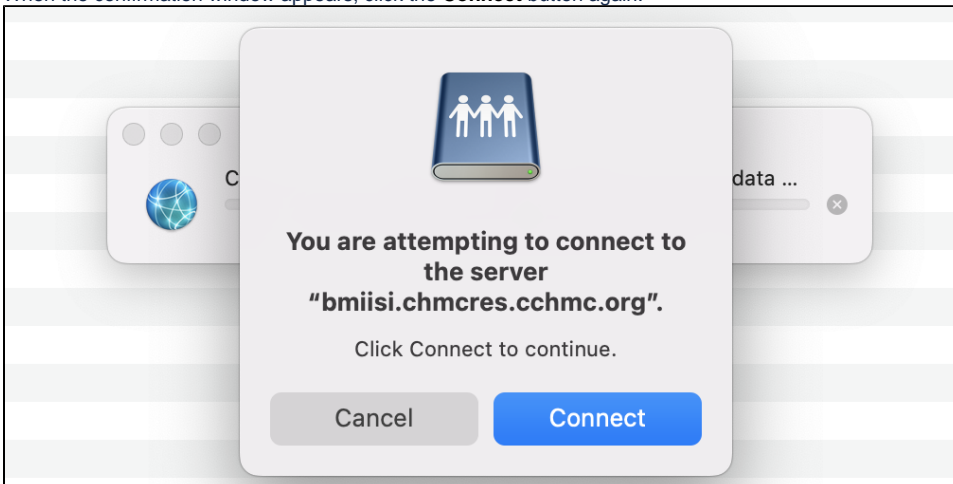 When the confirmation window appears, click the Connect button again.
C
data ...
You are attempting to connect to
the server
“bmiisi.chmcres.cchmc.org”.
Click Connect to continue.
Cancel
Connect